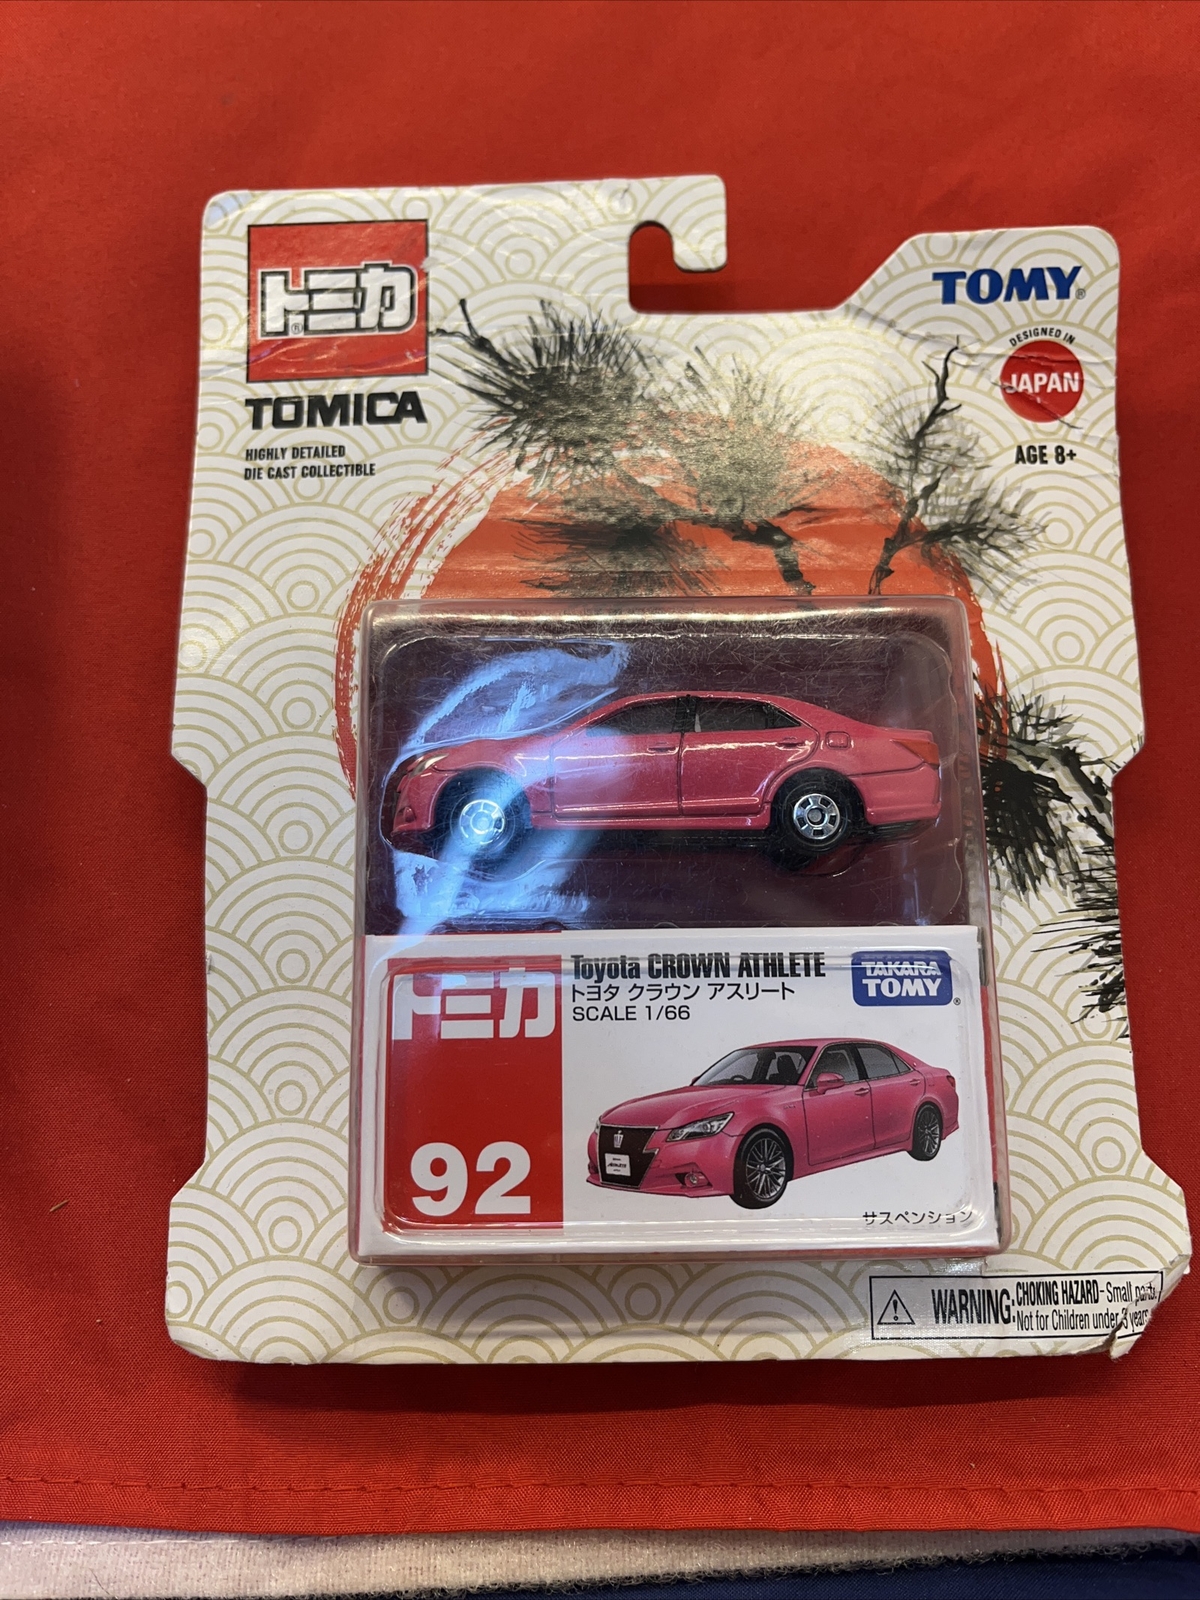 トミカ®
TOMICA
HIGHLY DETAILED
DIE CAST COLLECTIBLE
TOMY®
DESIGNED IN
JAPAN
AGE 8+
トミカ
92
Toyota CROWN ATHLETE
トヨタ クラウン アスリート
SCALE 1/66
TAKARA
TOMY®
サスペンション
WARNING: CHOKING HAZARD - Small parts.
Not for Children under 3 years